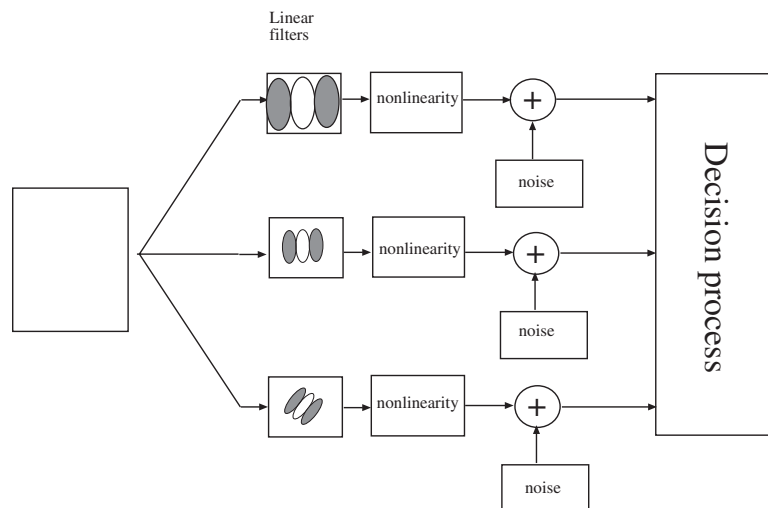 Linear
filters
nonlinearity
+
noise
nonlinearity
+
noise
nonlinearity
+
noise
Decision process